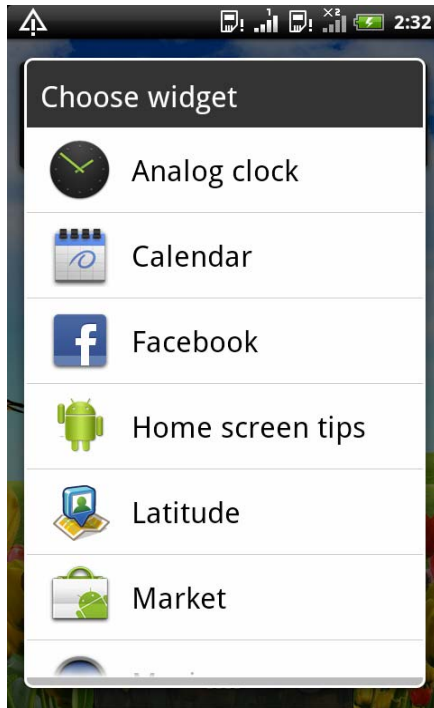 2:32
Choose widget
Analog clock
Calendar
Facebook
Home screen tips
Latitude
Market